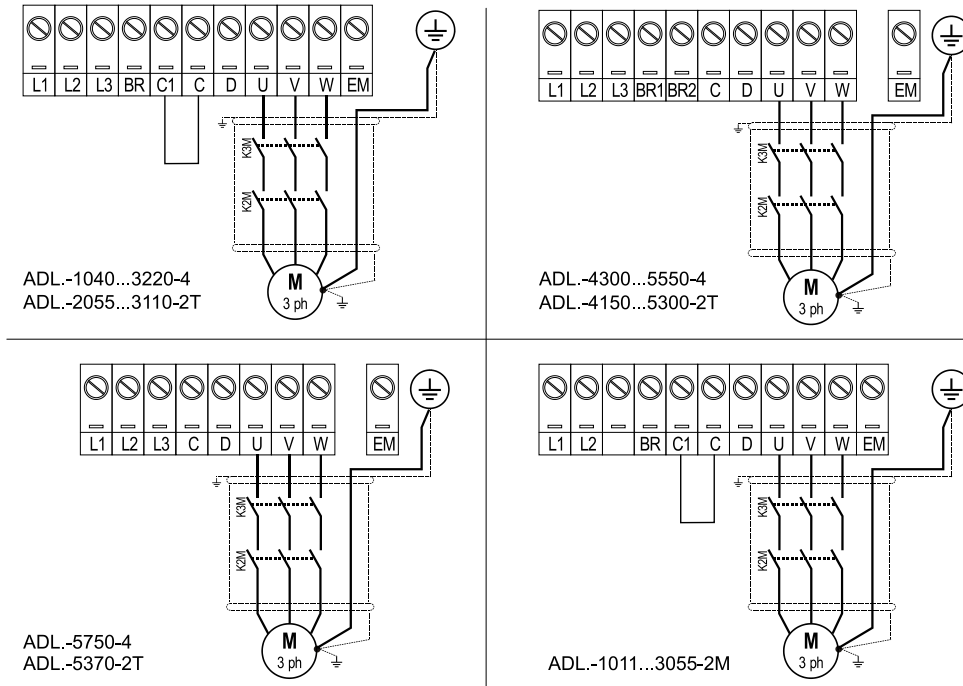 L1 L2 L3 BR C1 C D U V W EM
K3M
K2M
M
3 ph
ADL.-1040...3220-4
ADL.-2055...3110-2T
L1 L2 L3 BR1 BR2 C D U V W EM
K3M
K2M
M
3 ph
ADL.-4300...5550-4
ADL.-4150...5300-2T
L1 L2 L3 C D U V W EM
K3M
K2M
M
3 ph
ADL.-5750-4
ADL.-5370-2T
L1 L2 BR C1 C D U V W EM
K3M
K2M
M
3 ph
ADL.-1011...3055-2M